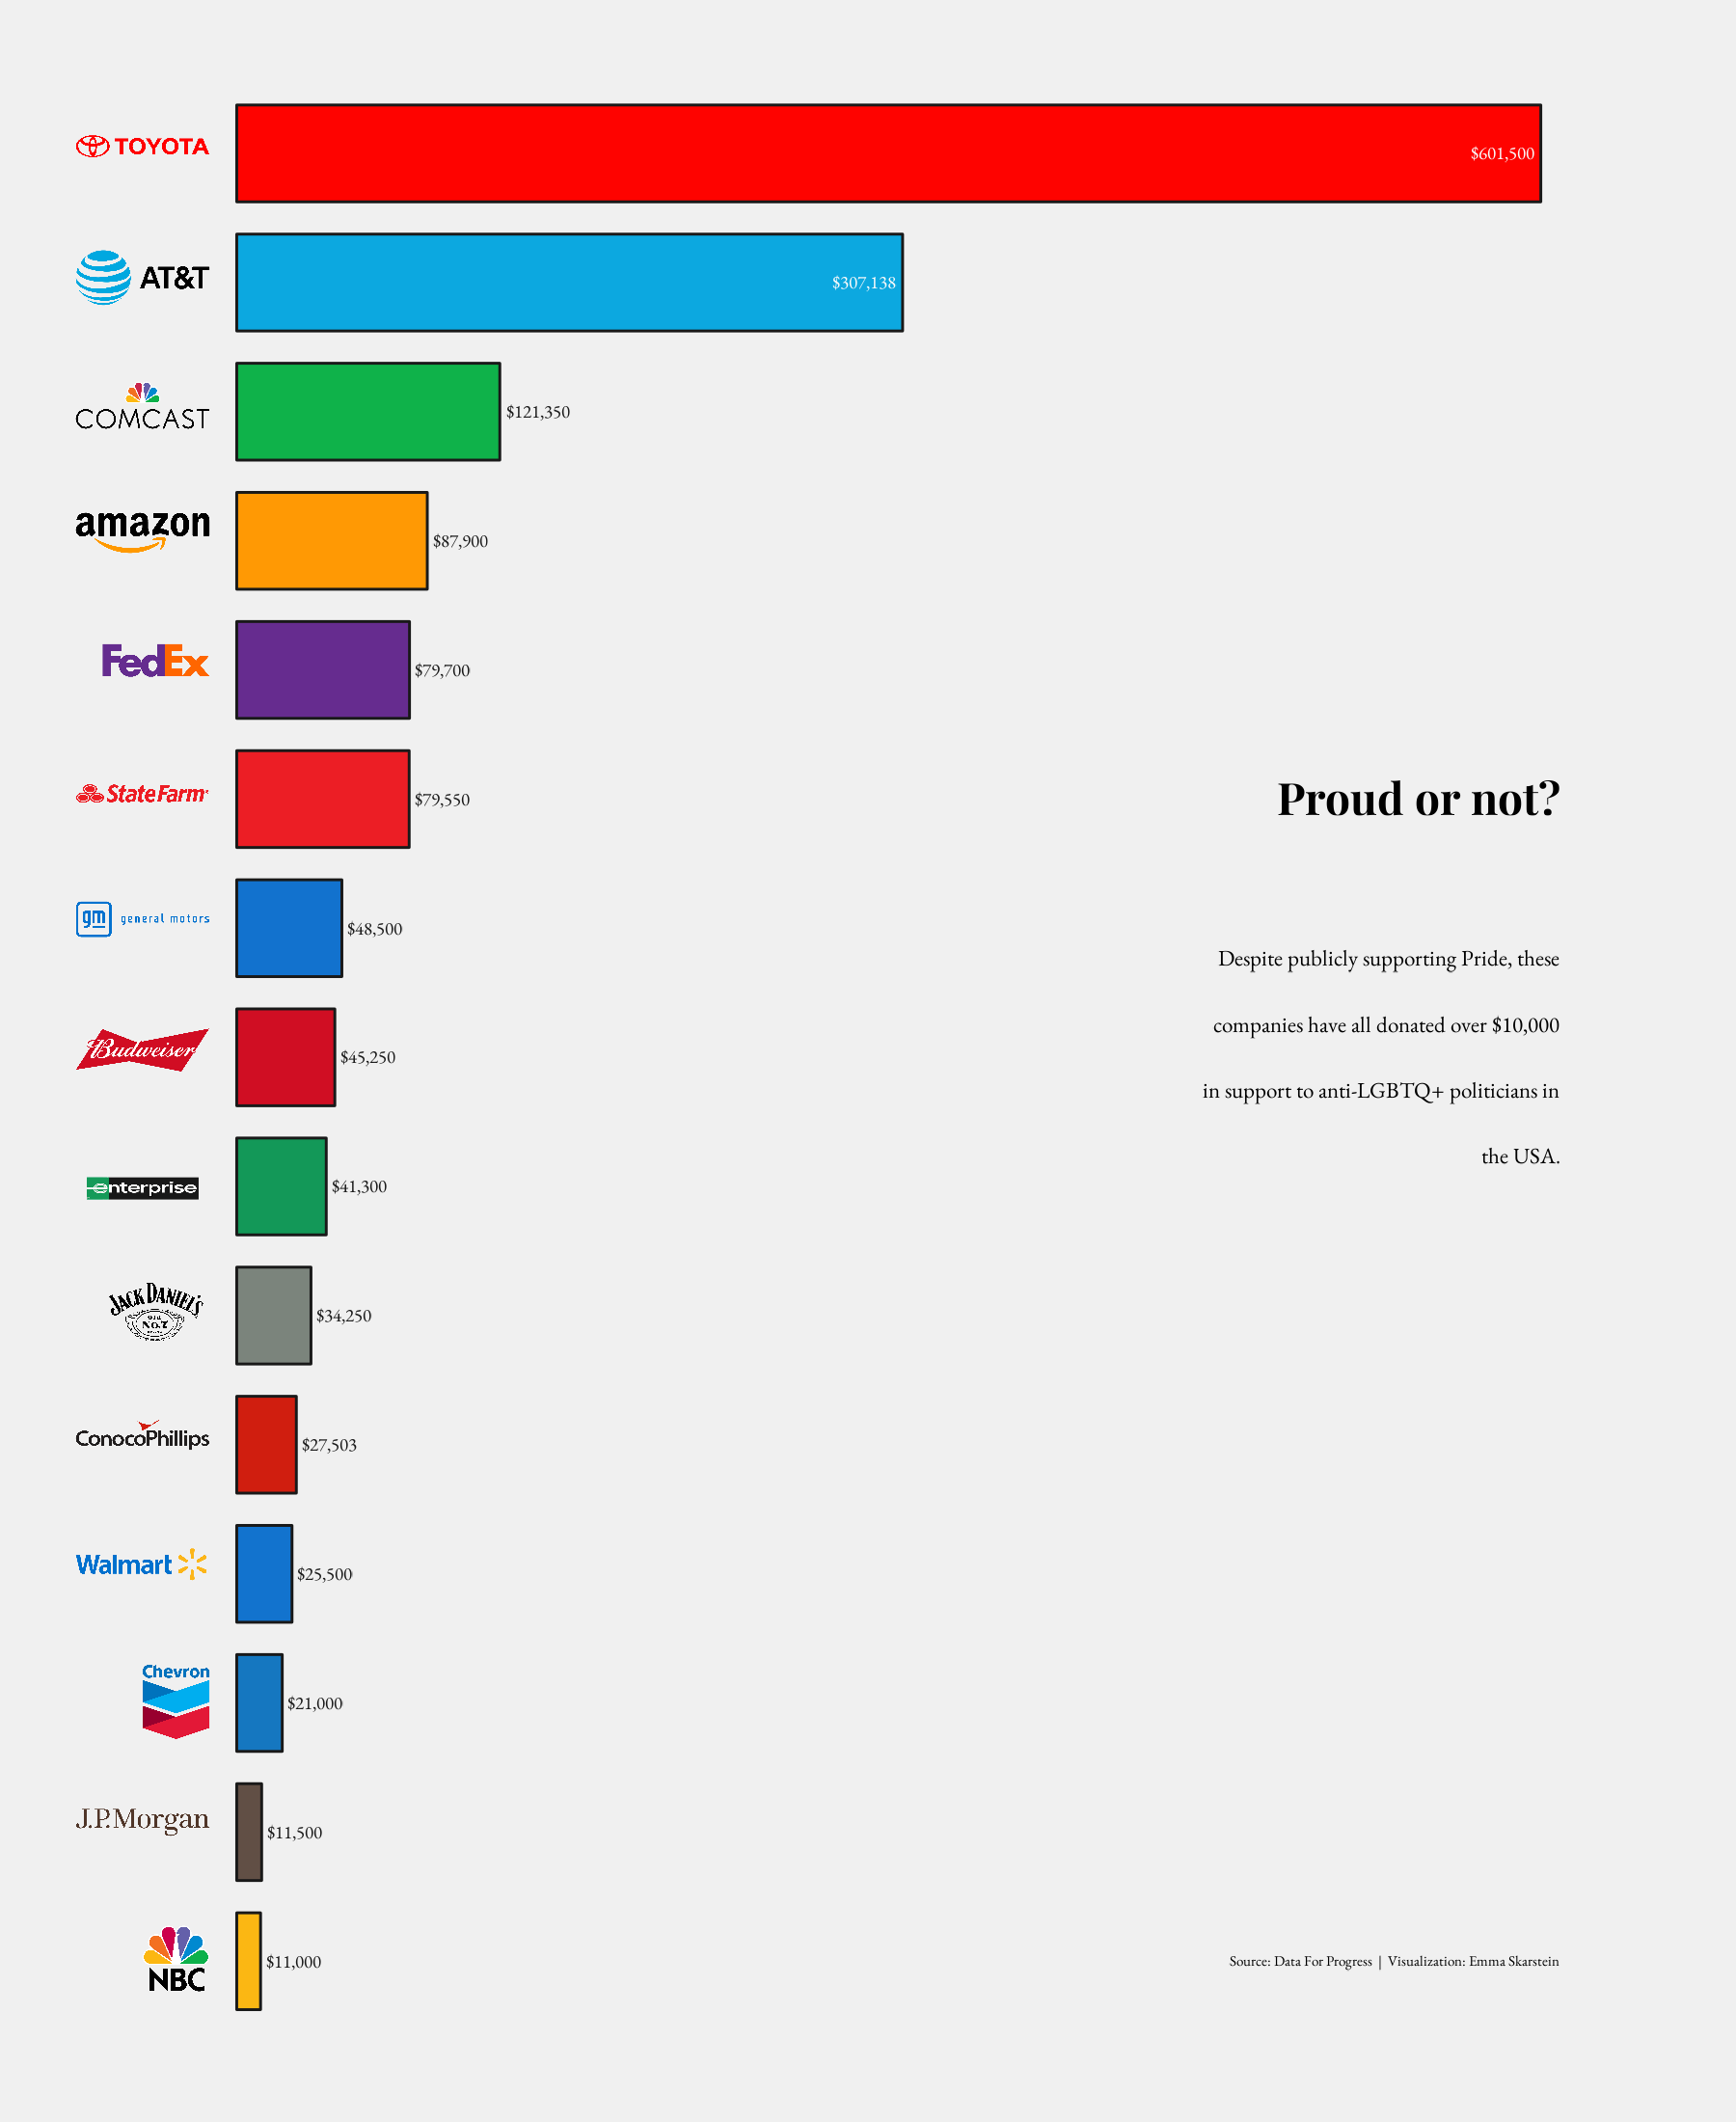 TOYOTA
$601,500
AT&T
$307,138
COMCAST
$121,350
amazon
$87,900
FedEx
$79,700
State Farm
$79,550
gm general motors
$48,500
Budweiser
$45,250
enterprise
$41,300
JACK DANIEL'S
OLD
No.7
$34,250
ConocoPhillips
$27,503
Walmart
$25,500
Chevron
$21,000
J.P.Morgan
$11,500
NBC
$11,000
Proud or not?
Despite publicly supporting Pride, these
companies have all donated over $10,000
in support to anti-LGBTQ+ politicians in
the USA.
Source: Data For Progress | Visualization: Emma Skarstein